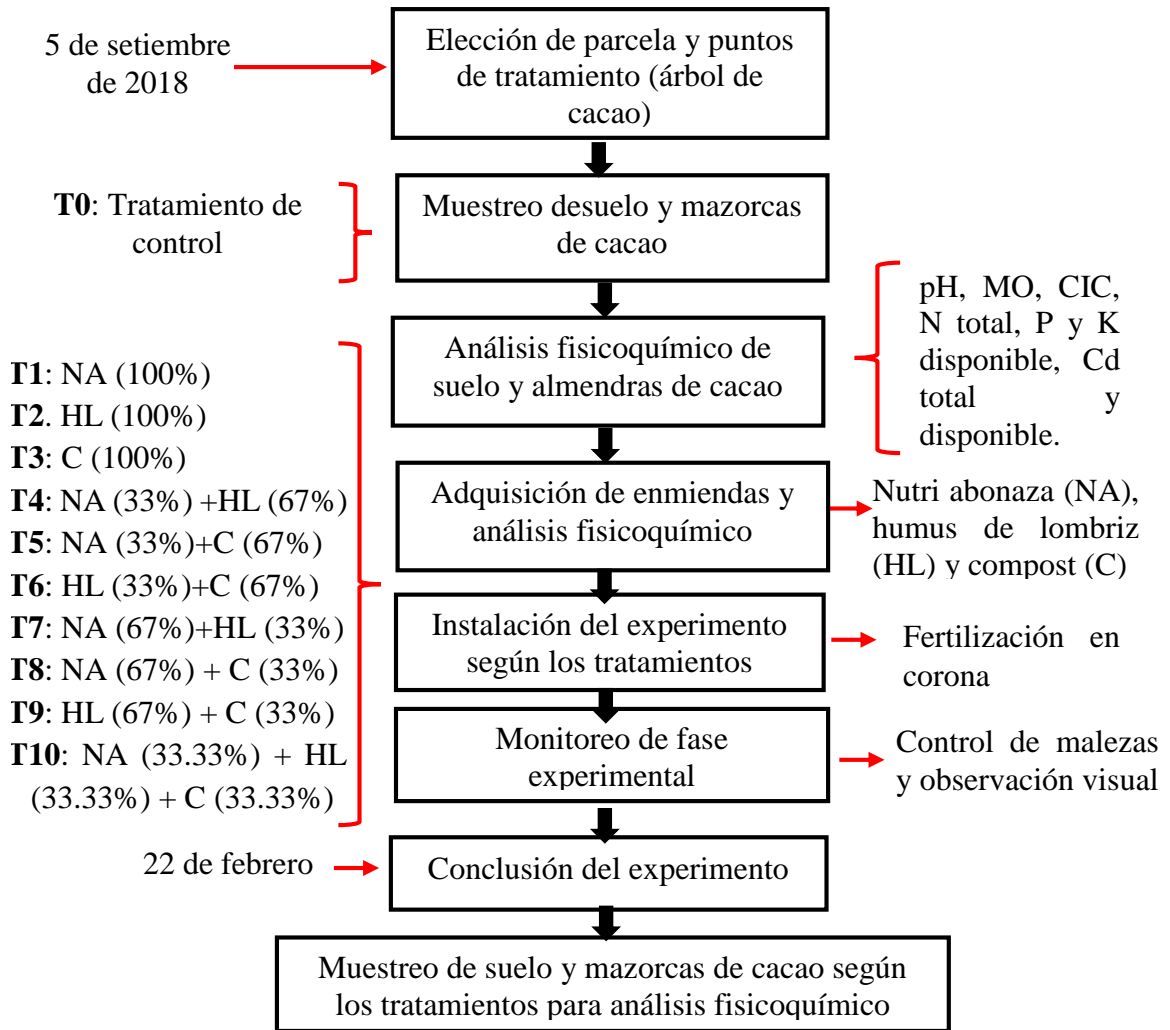 5 de setiembre
de 2018
Elección de parcela y puntos
de tratamiento (árbol de
cacao)
T0: Tratamiento de
control
Muestreo desuelo y mazorcas
de cacao
Análisis fisicoquímico de
suelo y almendras de cacao
pH, MO, CIC,
N total, P y K
disponible, Cd
total y
disponible.
T1: NA (100%)
T2. HL (100%)
T3: C (100%)
T4: NA (33%) +HL (67%)
T5: NA (33%)+C (67%)
T6: HL (33%)+C (67%)
T7: NA (67%)+HL (33%)
T8: NA (67%) + C (33%)
T9: HL (67%) + C (33%)
T10: NA (33.33%) + HL
(33.33%) + C (33.33%)
Adquisición de enmiendas y
análisis fisicoquímico
Nutri abonaza (NA),
humus de lombriz
(HL) y compost (C)
Instalación del experimento
según los tratamientos
Fertilización en
corona
Monitoreo de fase
experimental
Control de malezas
y observación visual
22 de febrero
Conclusión del experimento
Muestreo de suelo y mazorcas de cacao según
los tratamientos para análisis fisicoquímico